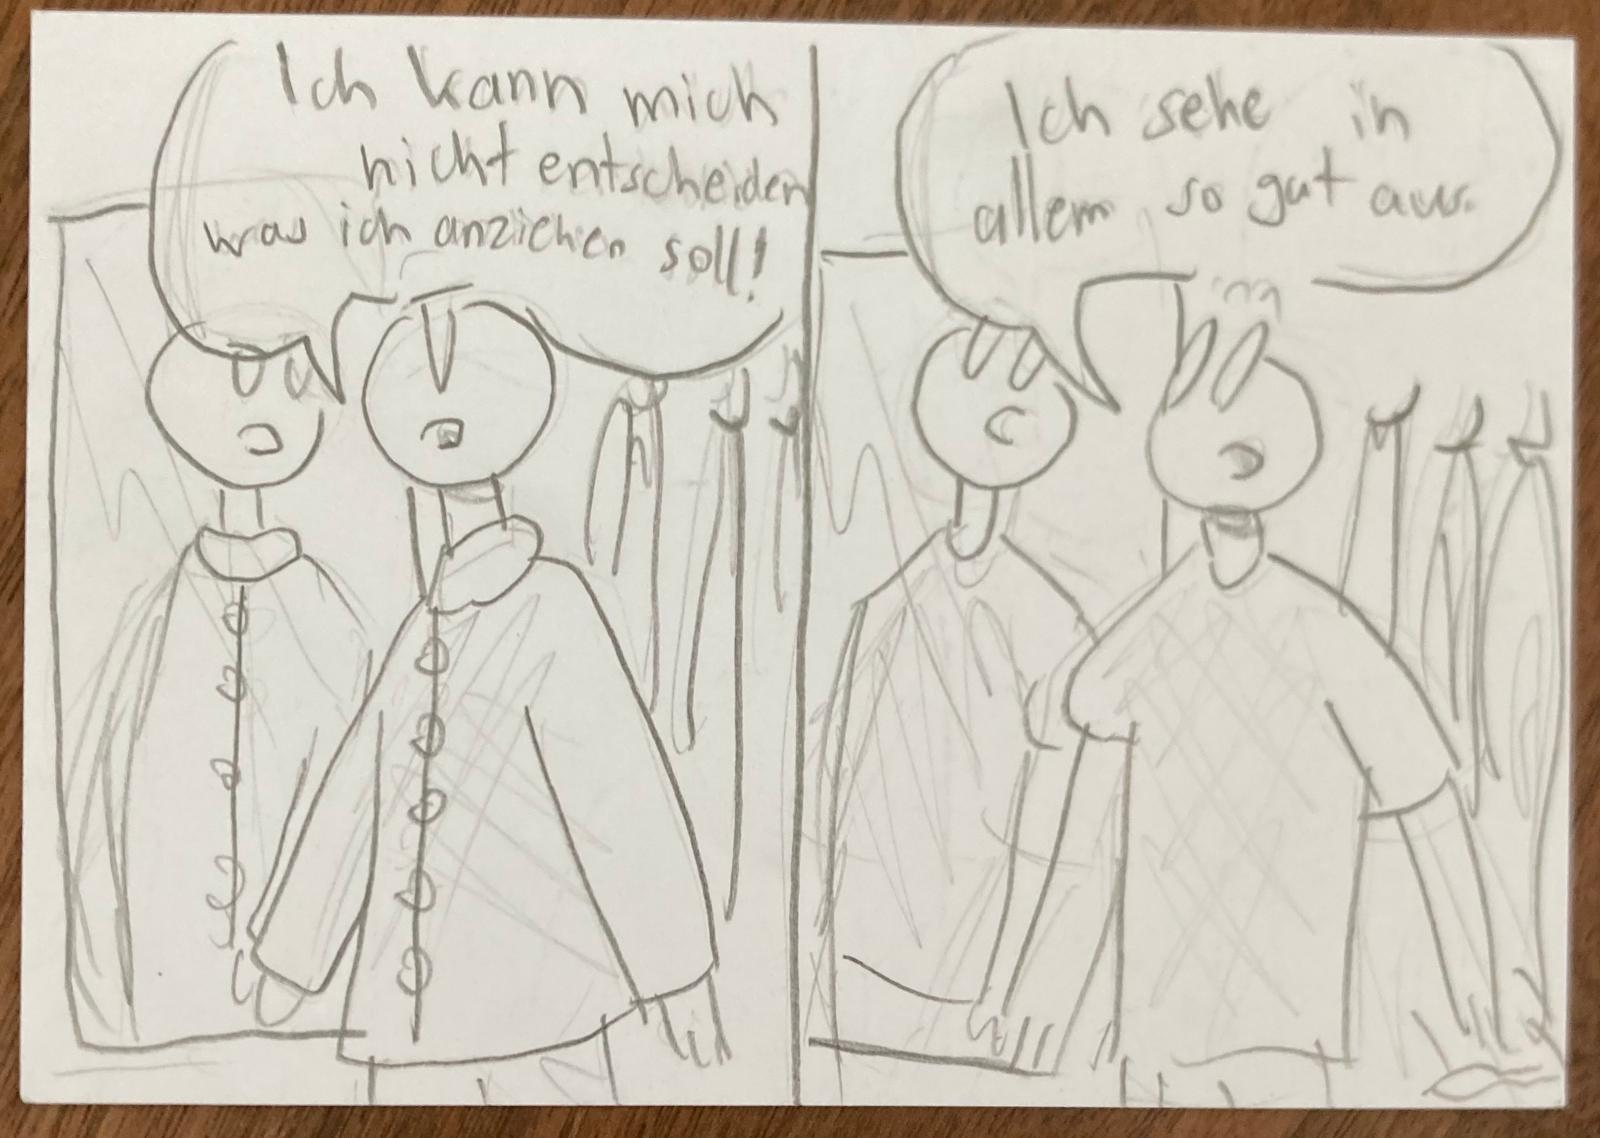 Ich kann mich
nicht entscheiden
was ich anziehen soll!
Ich sehe in
allem so gut aus.